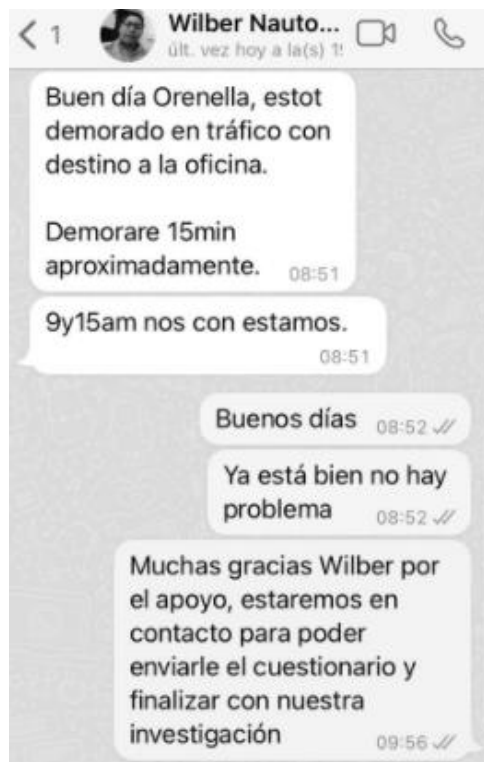 1
Wilber Nauto...
últ. vez hoy a la(s) 1
Buen día Orenella, estot
demorado en tráfico con
destino a la oficina.
Demorare 15min
aproximadamente. 08:51
9y15am nos con estamos.
08:51
Buenos días 08:52
Ya está bien no hay
problema 08:52
Muchas gracias Wilber por
el apoyo, estaremos en
contacto para poder
enviarle el cuestionario y
finalizar con nuestra
investigación 09:56